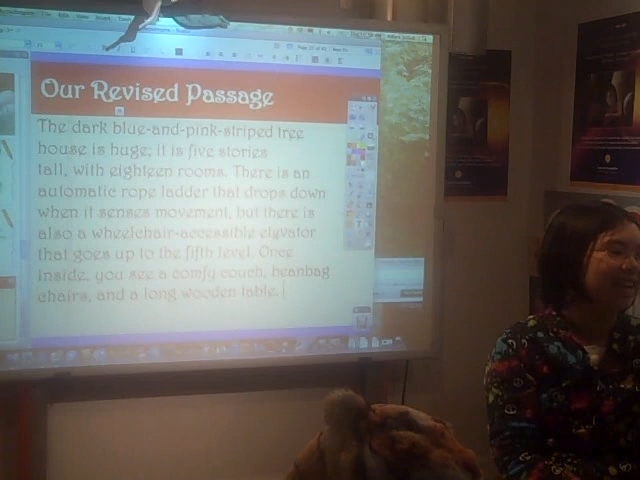 Our Revised Passage
The dark blue-and-pink-striped tree
house is huge; it is five stories
tall, with eighteen rooms. There is an
automatic rope ladder that drops down
when it senses movement, but there is
also a wheelchair-accessible elevator
that goes up to the fifth level. Once
inside, you see a comfy couch, beanbag
chairs, and a long wooden table.